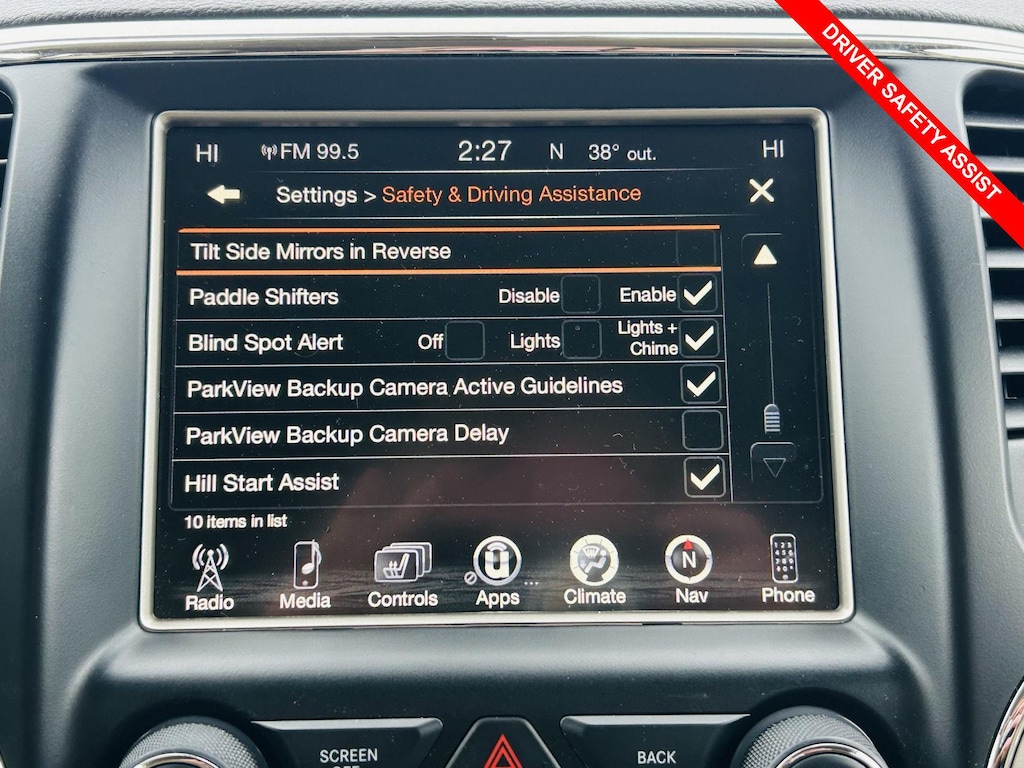 DRIVER SAFETY ASSIST
HI FM 99.5 2:27 N 38° out. HI
Settings > Safety & Driving Assistance
Tilt Side Mirrors in Reverse
Paddle Shifters Disable Enable
Blind Spot Alert Off Lights Lights + Chime
ParkView Backup Camera Active Guidelines
ParkView Backup Camera Delay
Hill Start Assist
10 items in list
Radio Media Controls Apps Climate Nav Phone
SCREEN BACK